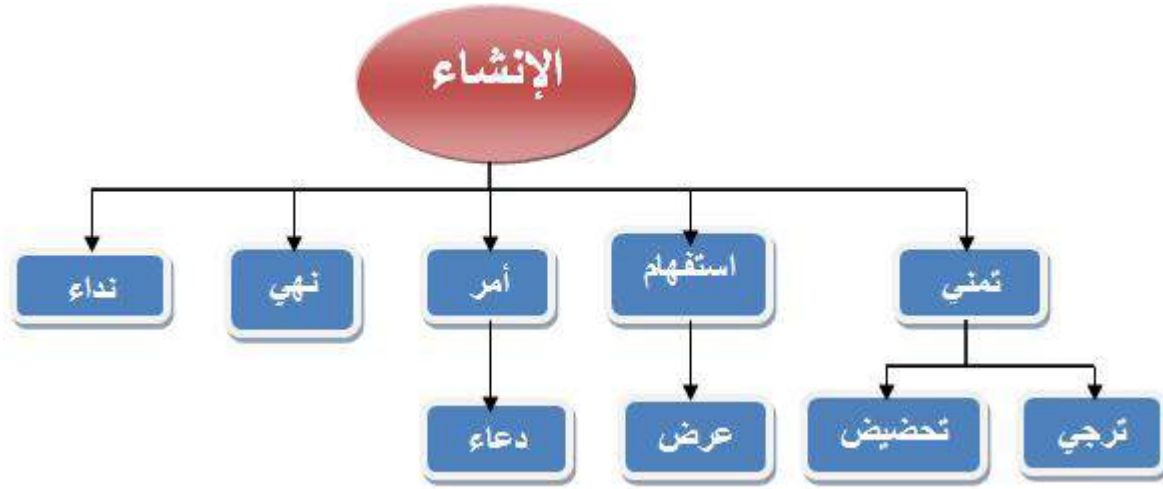 الإنشاء
تمني
استفهام
أمر
نهي
نداء
ترجي
تحضيض
عرض
دعاء